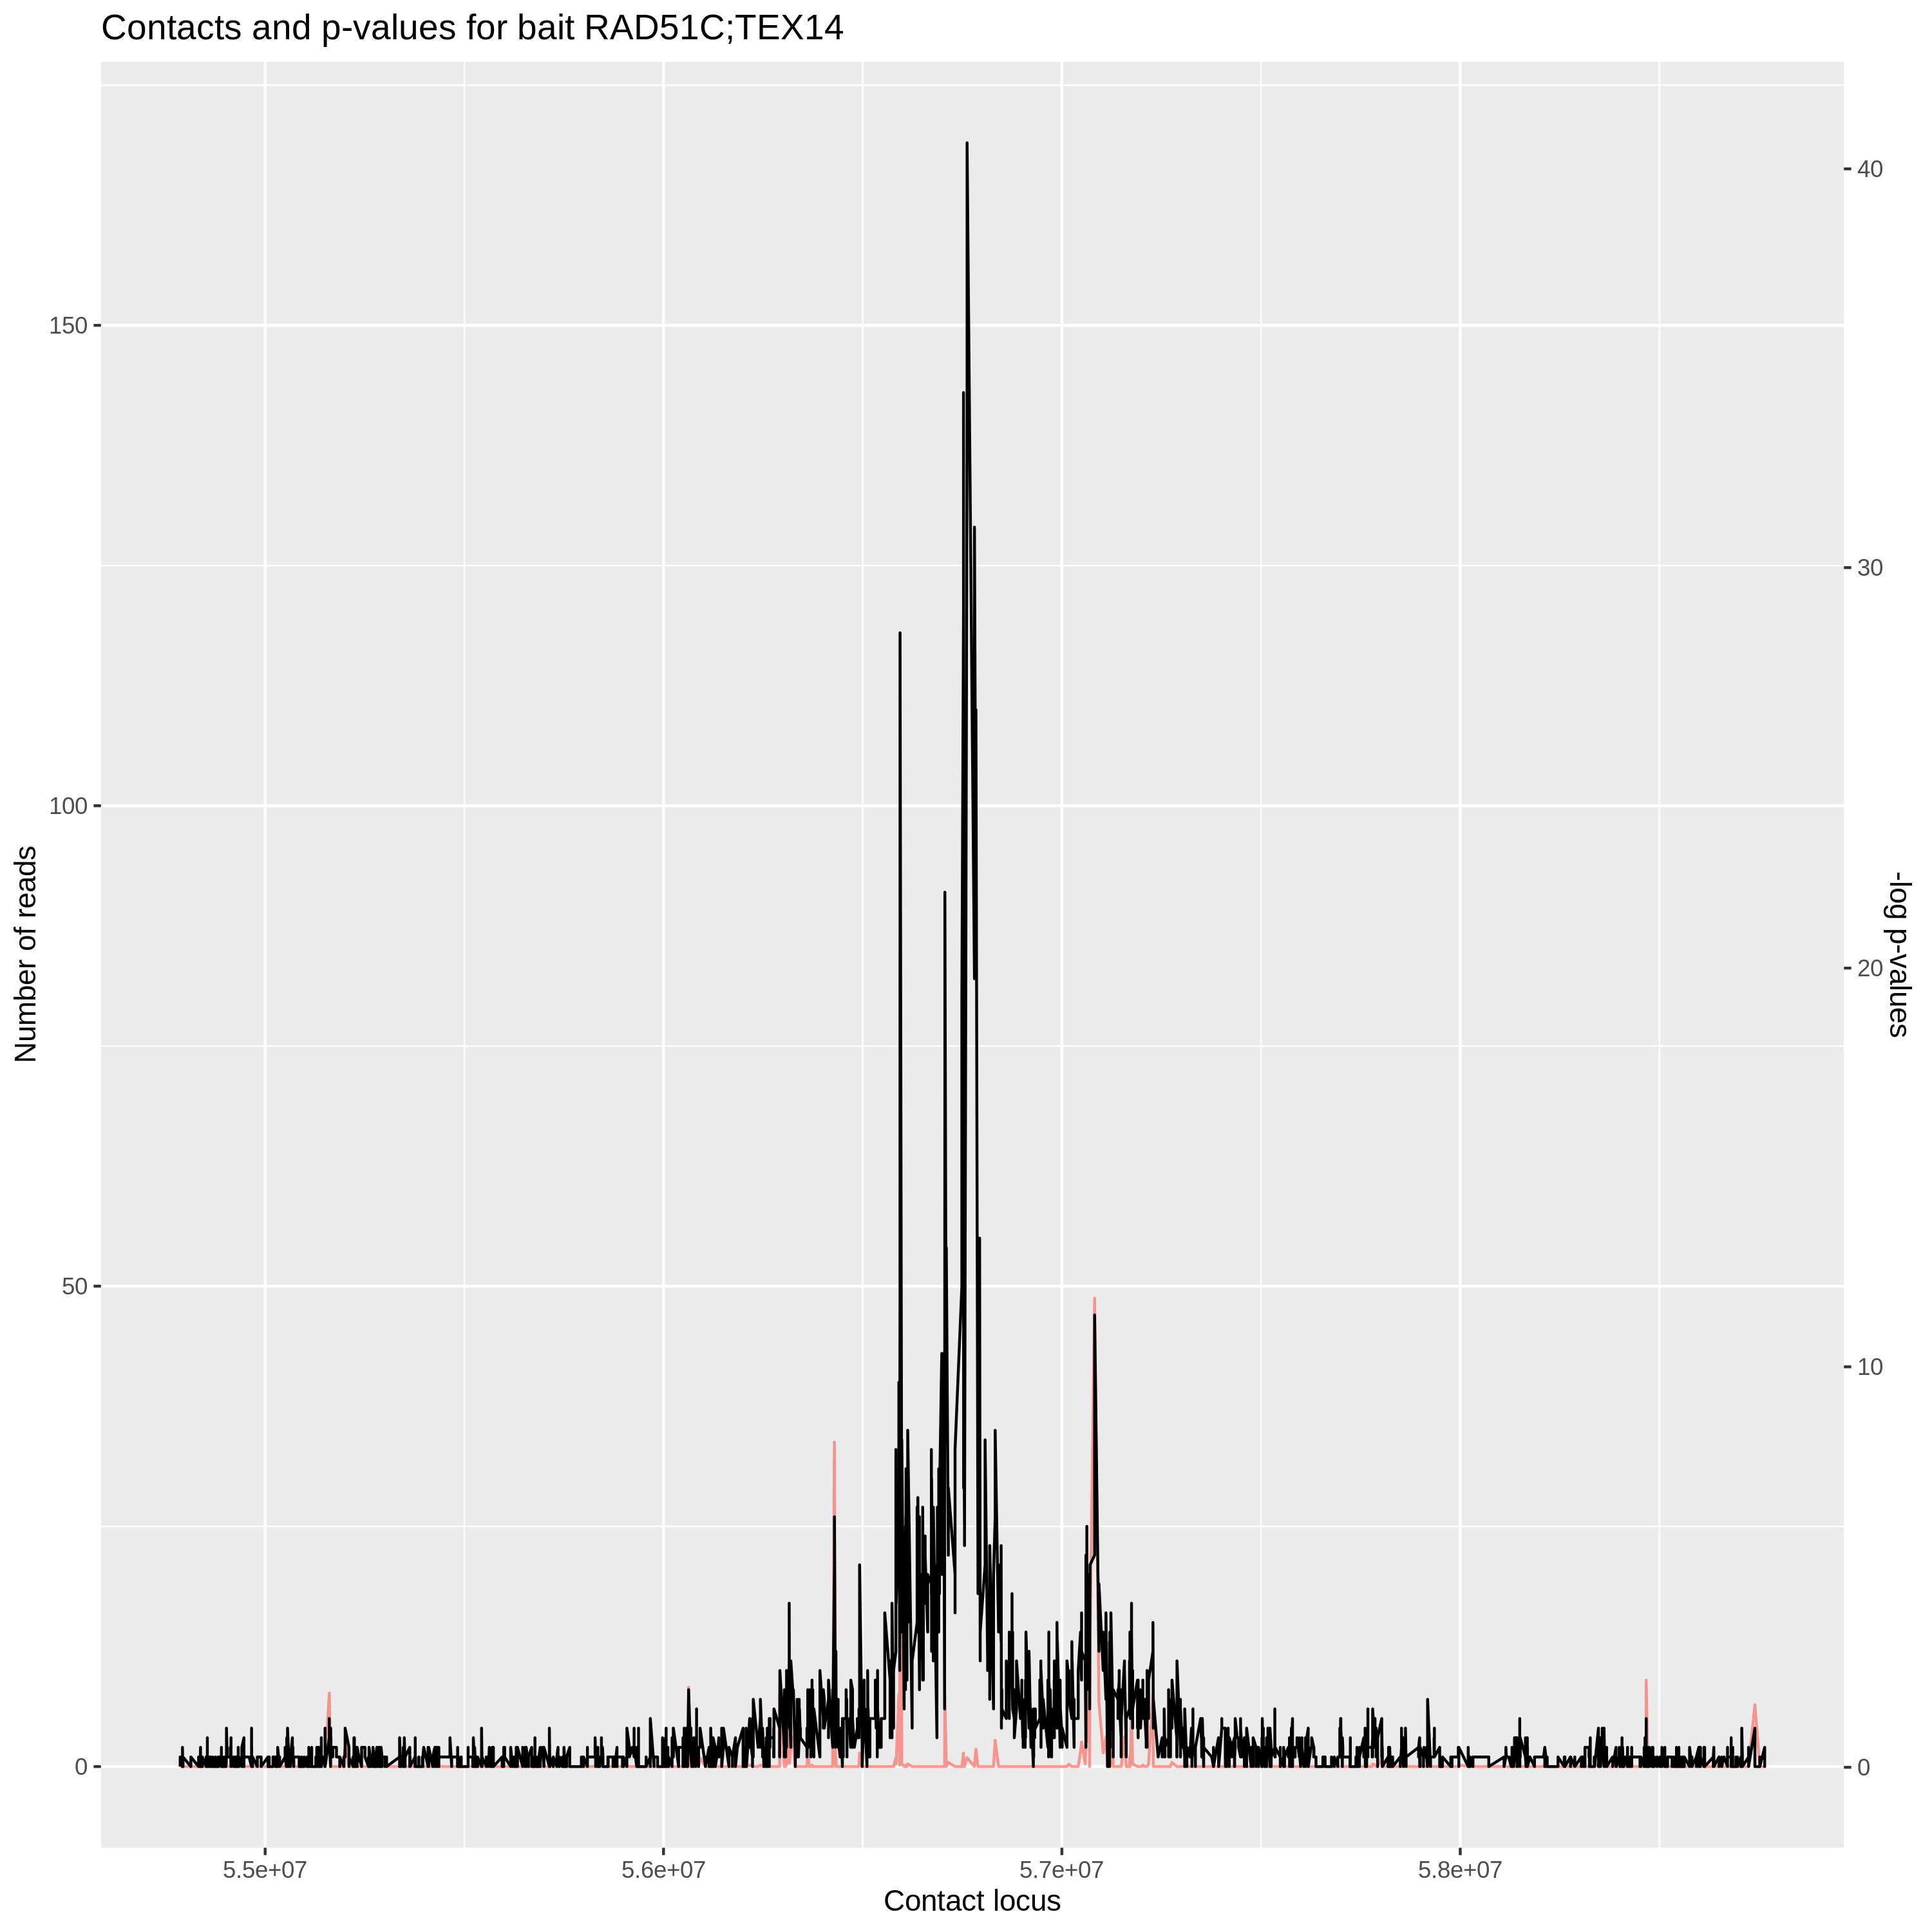 Contacts and p-values for bait RAD51C;TEX14
Number of reads
150
100
50
0
40
30
20
10
0
-log p-values
5.5e+07
5.6e+07
5.7e+07
5.8e+07
Contact locus